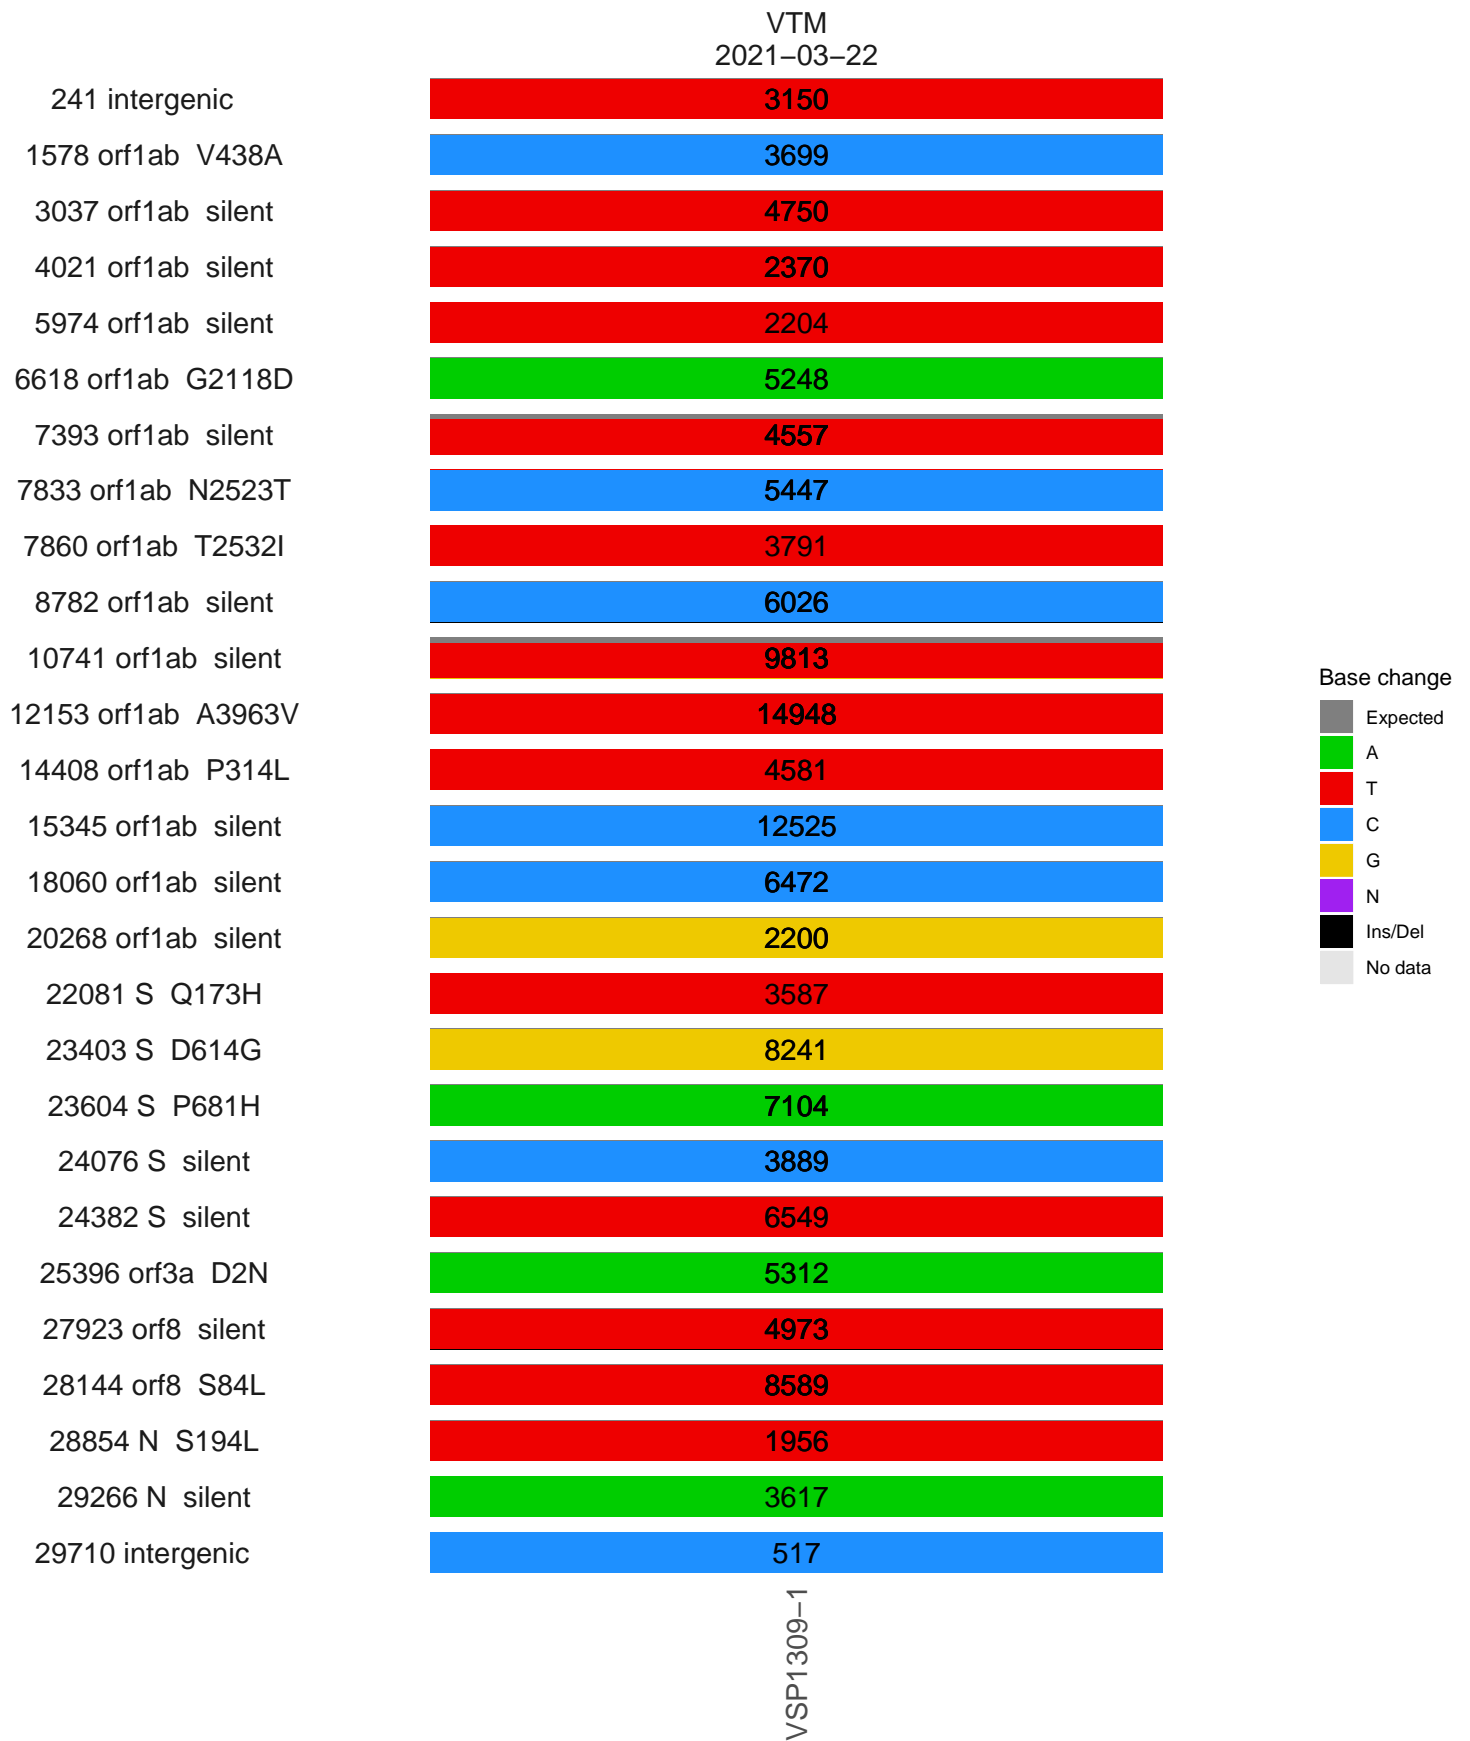 VTM
2021−03−22
241 intergenic 3150
1578 orf1ab V438A 3699
3037 orf1ab silent 4750
4021 orf1ab silent 2370
5974 orf1ab silent 2204
6618 orf1ab G2118D 5248
7393 orf1ab silent 4557
7833 orf1ab N2523T 5447
7860 orf1ab T2532I 3791
8782 orf1ab silent 6026
10741 orf1ab silent 9813
12153 orf1ab A3963V 14948
14408 orf1ab P314L 4581
15345 orf1ab silent 12525
18060 orf1ab silent 6472
20268 orf1ab silent 2200
22081 S Q173H 3587
23403 S D614G 8241
23604 S P681H 7104
24076 S silent 3889
24382 S silent 6549
25396 orf3a D2N 5312
27923 orf8 silent 4973
28144 orf8 S84L 8589
28854 N S194L 1956
29266 N silent 3617
29710 intergenic 517
VSP1309−1
Base change
Expected
A
T
C
G
N
Ins/Del
No data